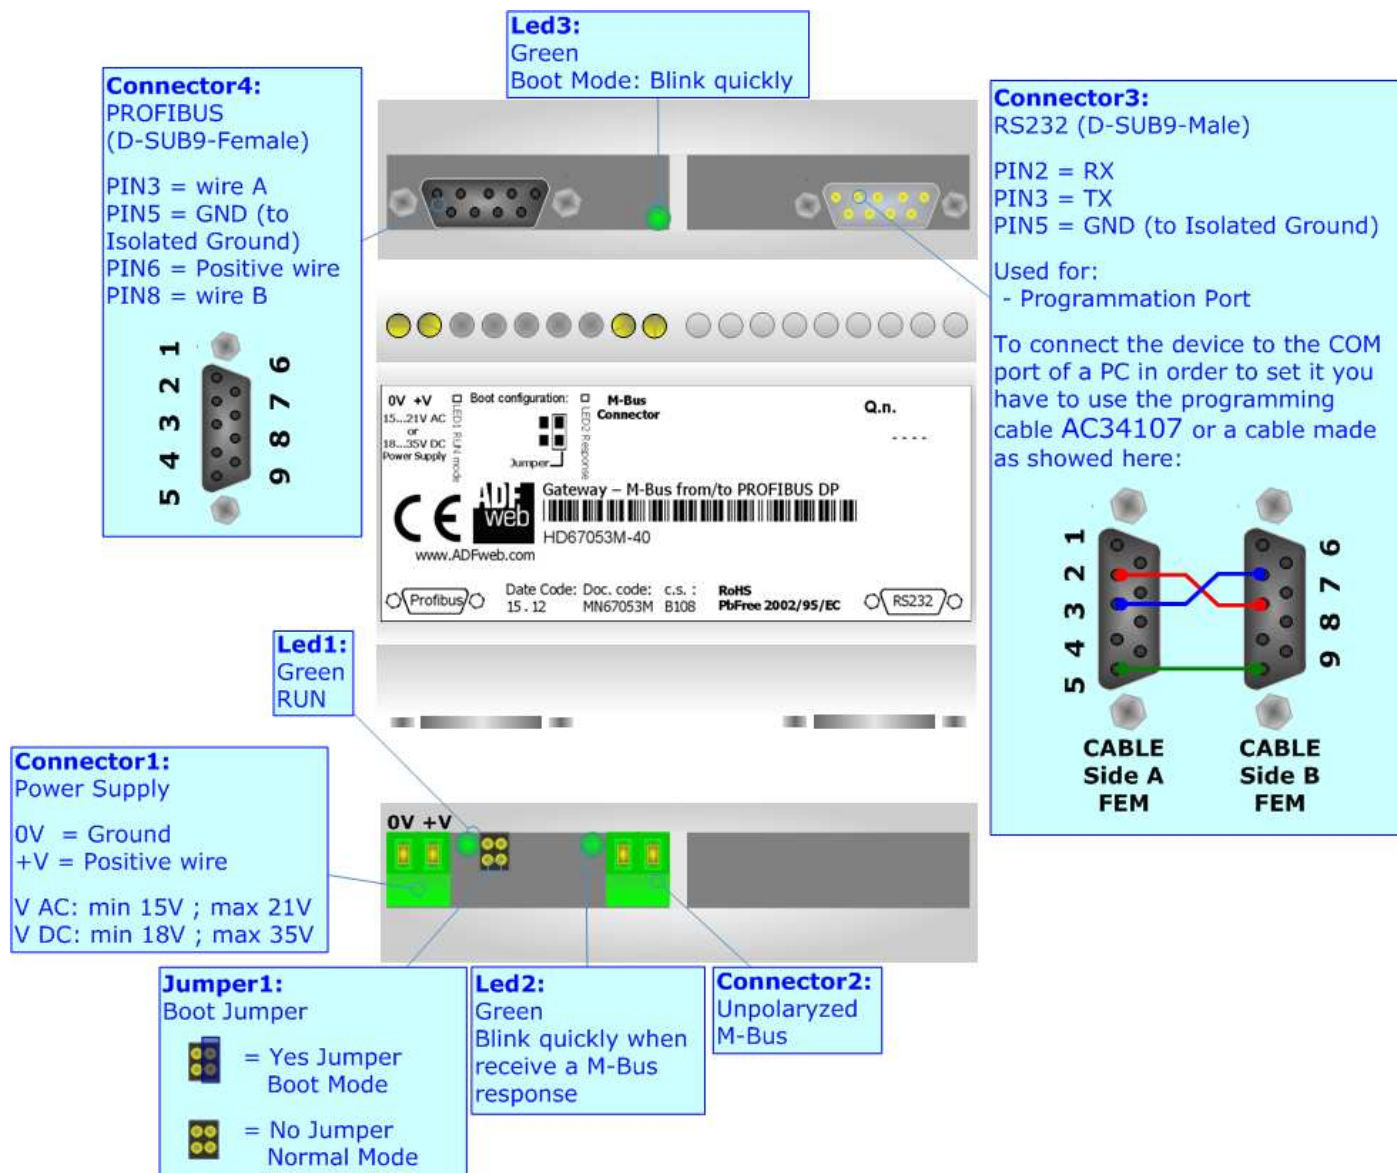 Led3:
Green
Boot Mode: Blink quickly
Connector4:
PROFIBUS
(D-SUB9-Female)
PIN3 = wire A
PIN5 = GND (to
Isolated Ground)
PIN6 = Positive wire
PIN8 = wire B
1
2
3
4
5
6
7
8
9
Connector3:
RS232 (D-SUB9-Male)
PIN2 = RX
PIN3 = TX
PIN5 = GND (to Isolated Ground)
Used for:
- Programmation Port
To connect the device to the COM
port of a PC in order to set it you
have to use the programming
cable AC34107 or a cable made
as showed here:
1
2
3
4
5
6
7
8
9
CABLE
Side A
FEM
CABLE
Side B
FEM
0V +V
15...21V AC
or
18...35V DC
Power Supply
LED1 RUN mode
Boot configuration:
Jumper
LED2 Response
M-Bus
Connector
Q.n.
- - - -
CE
ADF
web
www.ADFweb.com
Gateway – M-Bus from/to PROFIBUS DP
HD67053M-40
Profibus
Date Code: Doc. code: c.s. : RoHS
15 . 12 MN67053M B108 PbFree 2002/95/EC
RS232
Led1:
Green
RUN
Connector1:
Power Supply
0V = Ground
+V = Positive wire
V AC: min 15V ; max 21V
V DC: min 18V ; max 35V
0V +V
Jumper1:
Boot Jumper
= Yes Jumper
Boot Mode
= No Jumper
Normal Mode
Led2:
Green
Blink quickly when
receive a M-Bus
response
Connector2:
Unpolaryzed
M-Bus